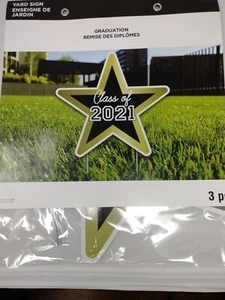 YARD SIGN
ENSEIGNE DE
JARDIN
GRADUATION
REMISE DES DIPLÔMES
Class of
2021
3 p